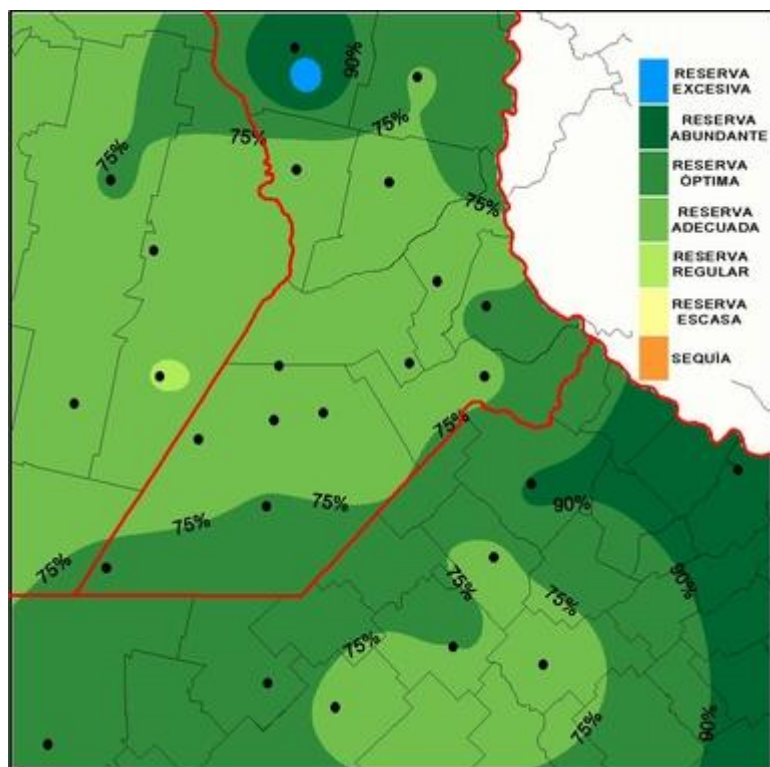 90%
75%
75%
75%
75%
RESERVA
EXCESIVA
RESERVA
ABUNDANTE
RESERVA
ÓPTIMA
RESERVA
ADECUADA
RESERVA
REGULAR
RESERVA
ESCASA
SEQUÌA
75%
75%
75%
90%
75%
75%
75%
90%
75%
75%
90%